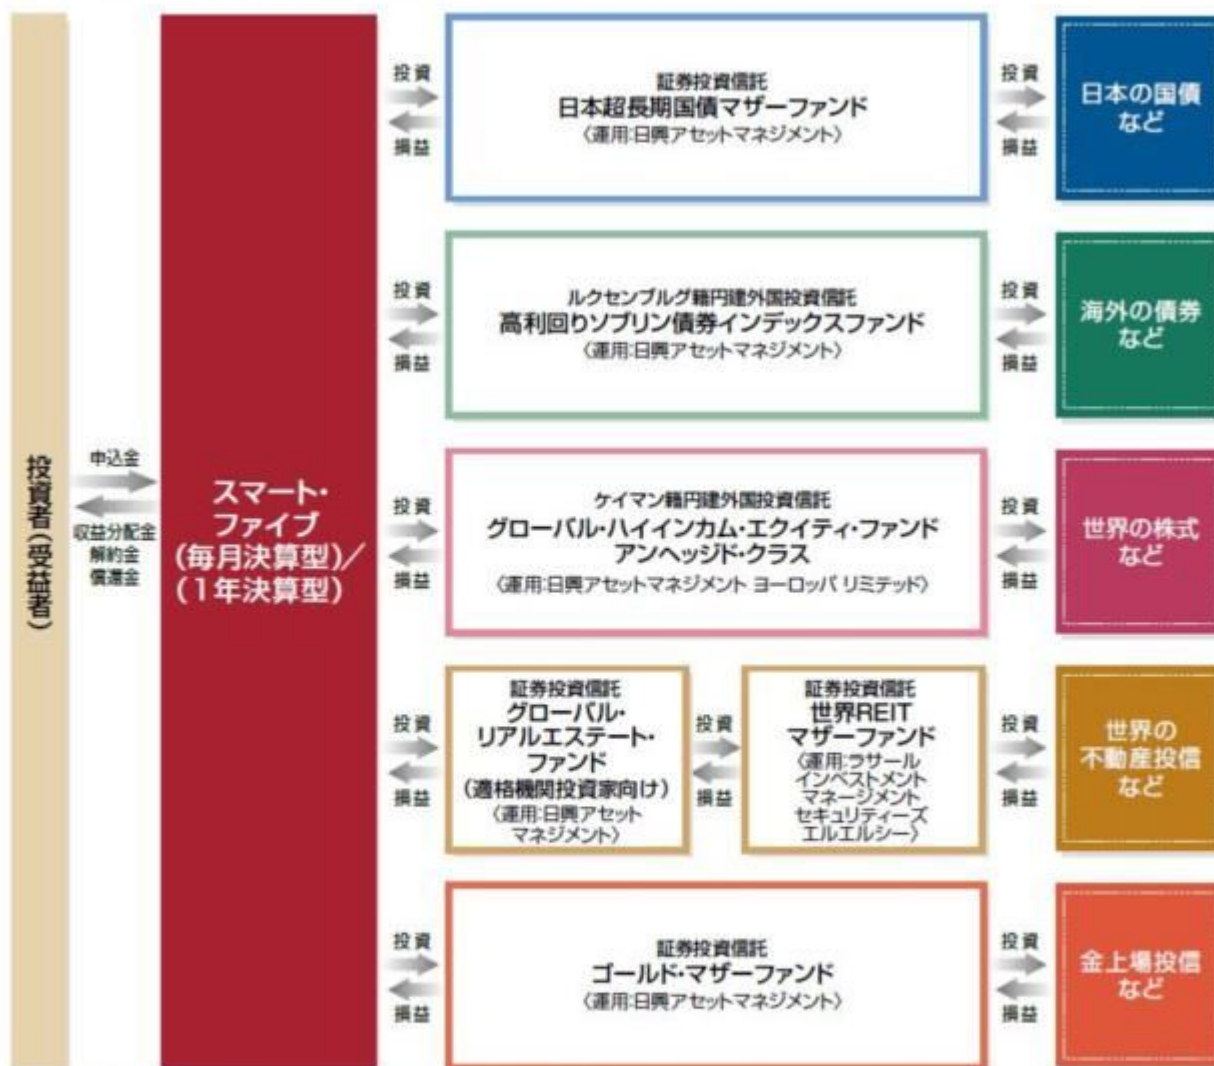 投資者(受益者)
申込金
収益分配金
解約金
償還金
スマート・
ファイブ
(毎月決算型)/
(1年決算型)
投資
損益
証券投資信託
日本超長期国債マザーファンド
〈運用:日興アセットマネジメント〉
投資
損益
日本の国債
など
投資
損益
ルクセンブルグ籍円建外国投資信託
高利回りソブリン債券インデックスファンド
〈運用:日興アセットマネジメント〉
投資
損益
海外の債券
など
投資
損益
ケイマン籍円建外国投資信託
グローバル・ハイインカム・エクイティ・ファンド
アンヘッジド・クラス
〈運用:日興アセットマネジメント ヨーロッパ リミテッド〉
投資
損益
世界の株式
など
投資
損益
証券投資信託
グローバル・
リアルエステート・
ファンド
(適格機関投資家向け)
〈運用:日興アセット
マネジメント〉
投資
損益
証券投資信託
世界REIT
マザーファンド
〈運用:ラサール
インベストメント
マネージメント
セキュリティーズ
エルエルシー〉
投資
損益
世界の
不動産投信
など
投資
損益
証券投資信託
ゴールド・マザーファンド
〈運用:日興アセットマネジメント〉
投資
損益
金上場投信
など